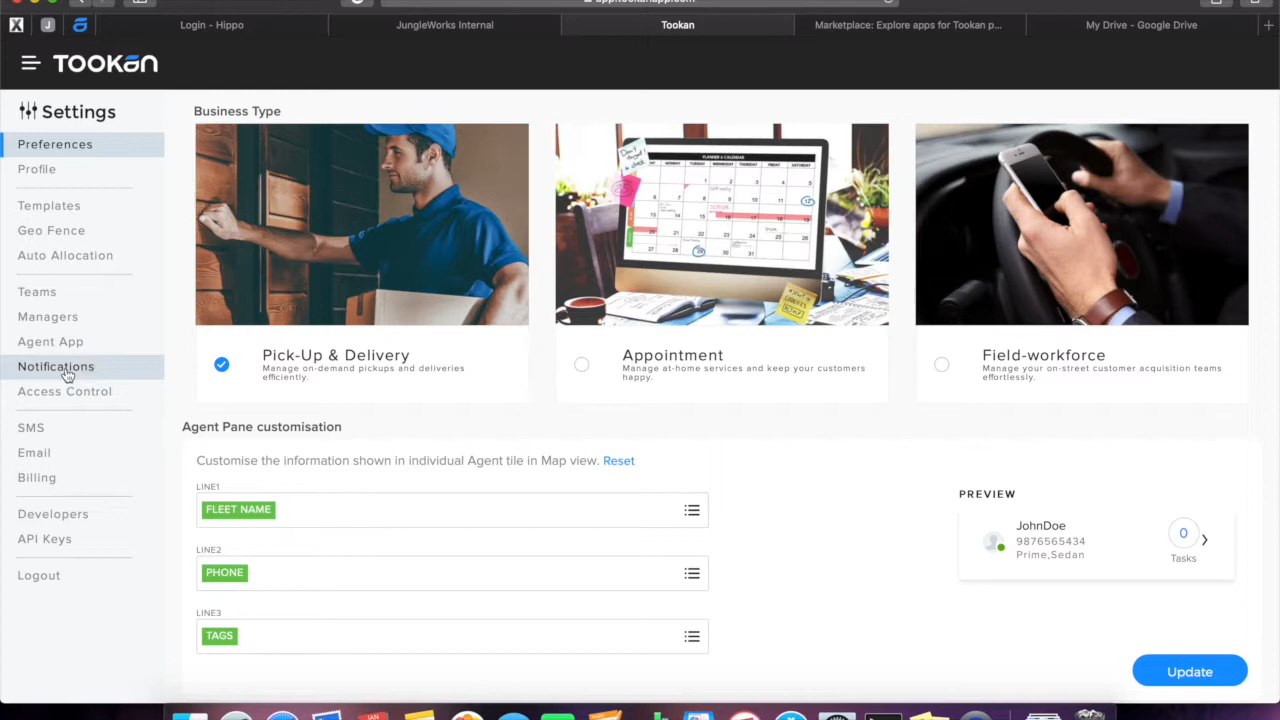 Login - Hippo
JungleWorks Internal
Tookan
Marketplace: Explore apps for Tookan p...
My Drive - Google Drive
TOOKAN
Settings
Preferences
Profile
Templates
Geo Fence
Auto Allocation
Teams
Managers
Agent App
Notifications
Access Control
SMS
Email
Billing
Developers
API Keys
Logout
Business Type
Pick-Up & Delivery
Manage on-demand pickups and deliveries
efficiently.
Appointment
Manage at-home services and keep your customers
happy.
Field-workforce
Manage your on-street customer acquisition teams
effortlessly.
Agent Pane customisation
Customise the information shown in individual Agent tile in Map view. Reset
LINE1
FLEET NAME
LINE2
PHONE
LINE3
TAGS
PREVIEW
JohnDoe
9876565434
Prime,Sedan
0
Tasks
Update